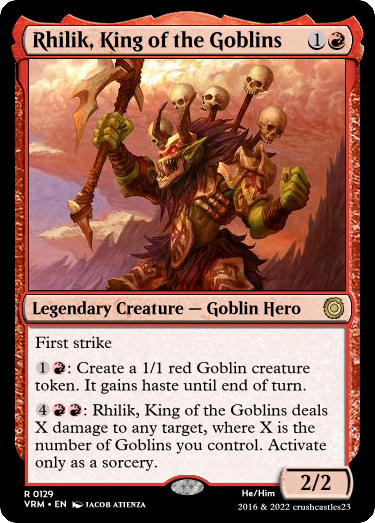 Rhilik, King of the Goblins 1
Legendary Creature — Goblin Hero
First strike
1: Create a 1/1 red Goblin creature
token. It gains haste until end of turn.
4: Rhilik, King of the Goblins deals
X damage to any target, where X is the
number of Goblins you control. Activate
only as a sorcery.
2/2
R 0129
VRM • EN JACOB ATIENZA
He/Him
2016 & 2022 crushcastles23